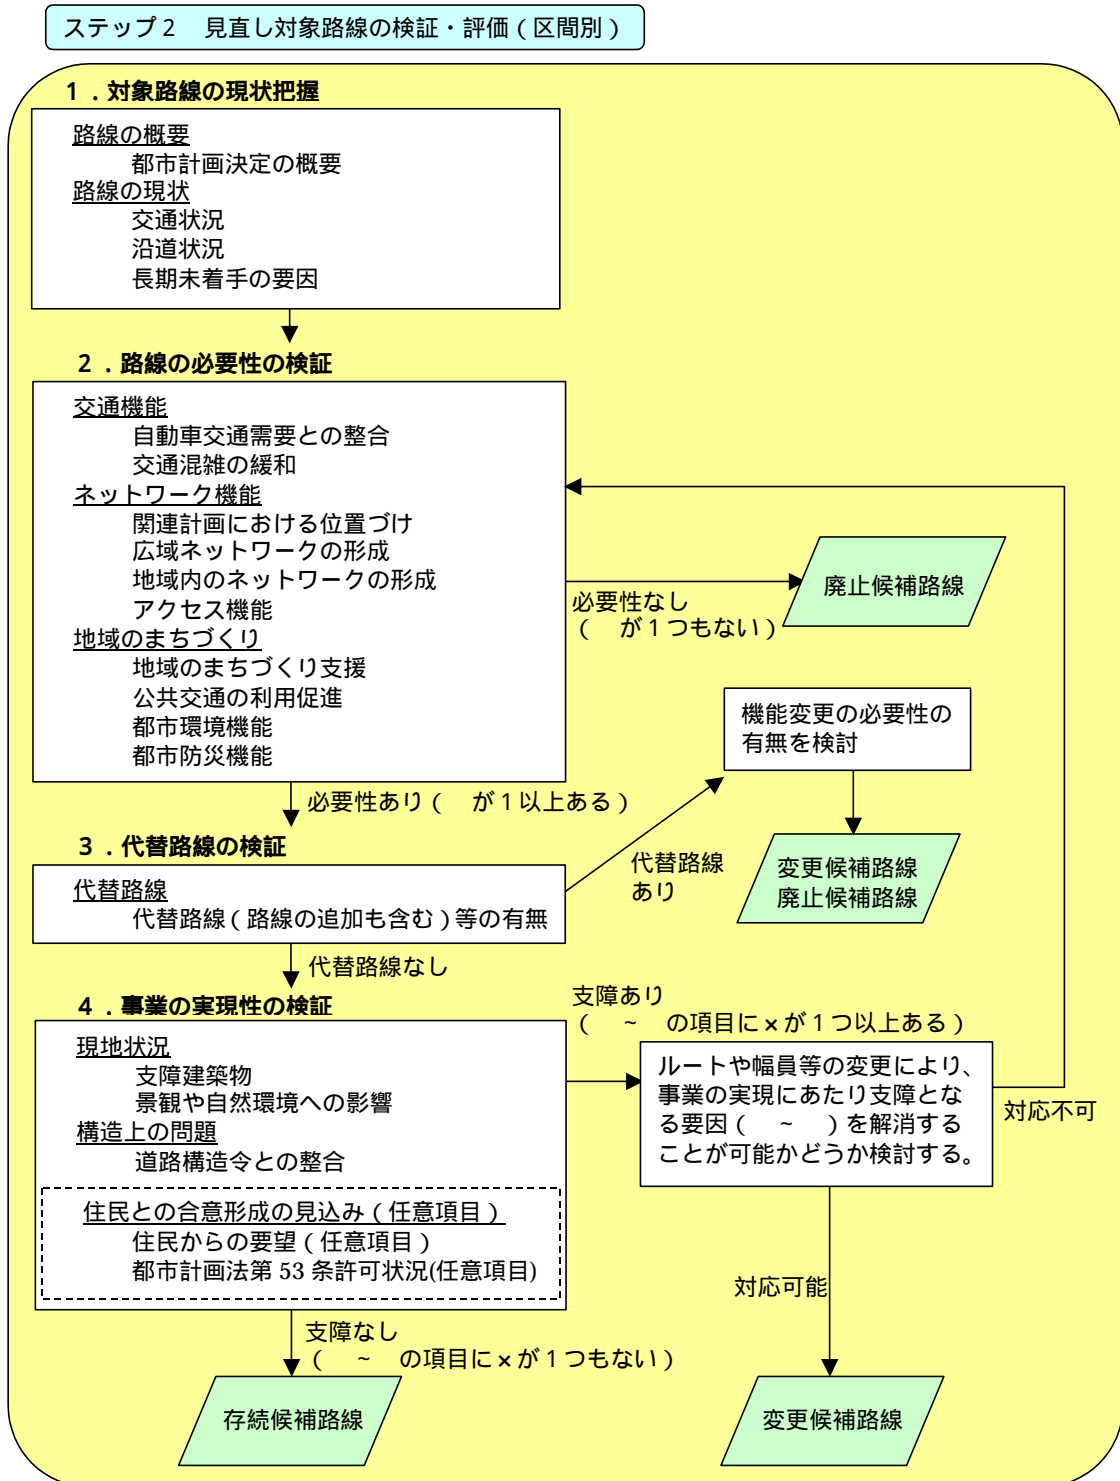 ステップ２　見直し対象路線の検証・評価（区間別）
１．対象路線の現状把握
路線の概要
都市計画決定の概要
路線の現状
交通状況
沿道状況
長期未着手の要因
２．路線の必要性の検証
交通機能
自動車交通需要との整合
交通混雑の緩和
ネットワーク機能
関連計画における位置づけ
広域ネットワークの形成
地域内のネットワークの形成
アクセス機能
地域のまちづくり
地域のまちづくり支援
公共交通の利用促進
都市環境機能
都市防災機能
必要性なし
（　が１つもない）
廃止候補路線
必要性あり（　が１以上ある）
機能変更の必要性の
有無を検討
３．代替路線の検証
代替路線
代替路線（路線の追加も含む）等の有無
代替路線
あり
変更候補路線
廃止候補路線
代替路線なし
４．事業の実現性の検証
現地状況
支障建築物
景観や自然環境への影響
構造上の問題
道路構造令との整合
住民との合意形成の見込み（任意項目）
住民からの要望（任意項目）
都市計画法第 53 条許可状況(任意項目)
支障あり
（　~　の項目に×が１つ以上ある）
ルートや幅員等の変更により、
事業の実現にあたり支障とな
る要因（　~　）を解消する
ことが可能かどうか検討する。
対応不可
対応可能
支障なし
（　~　の項目に×が１つもない）
存続候補路線
変更候補路線